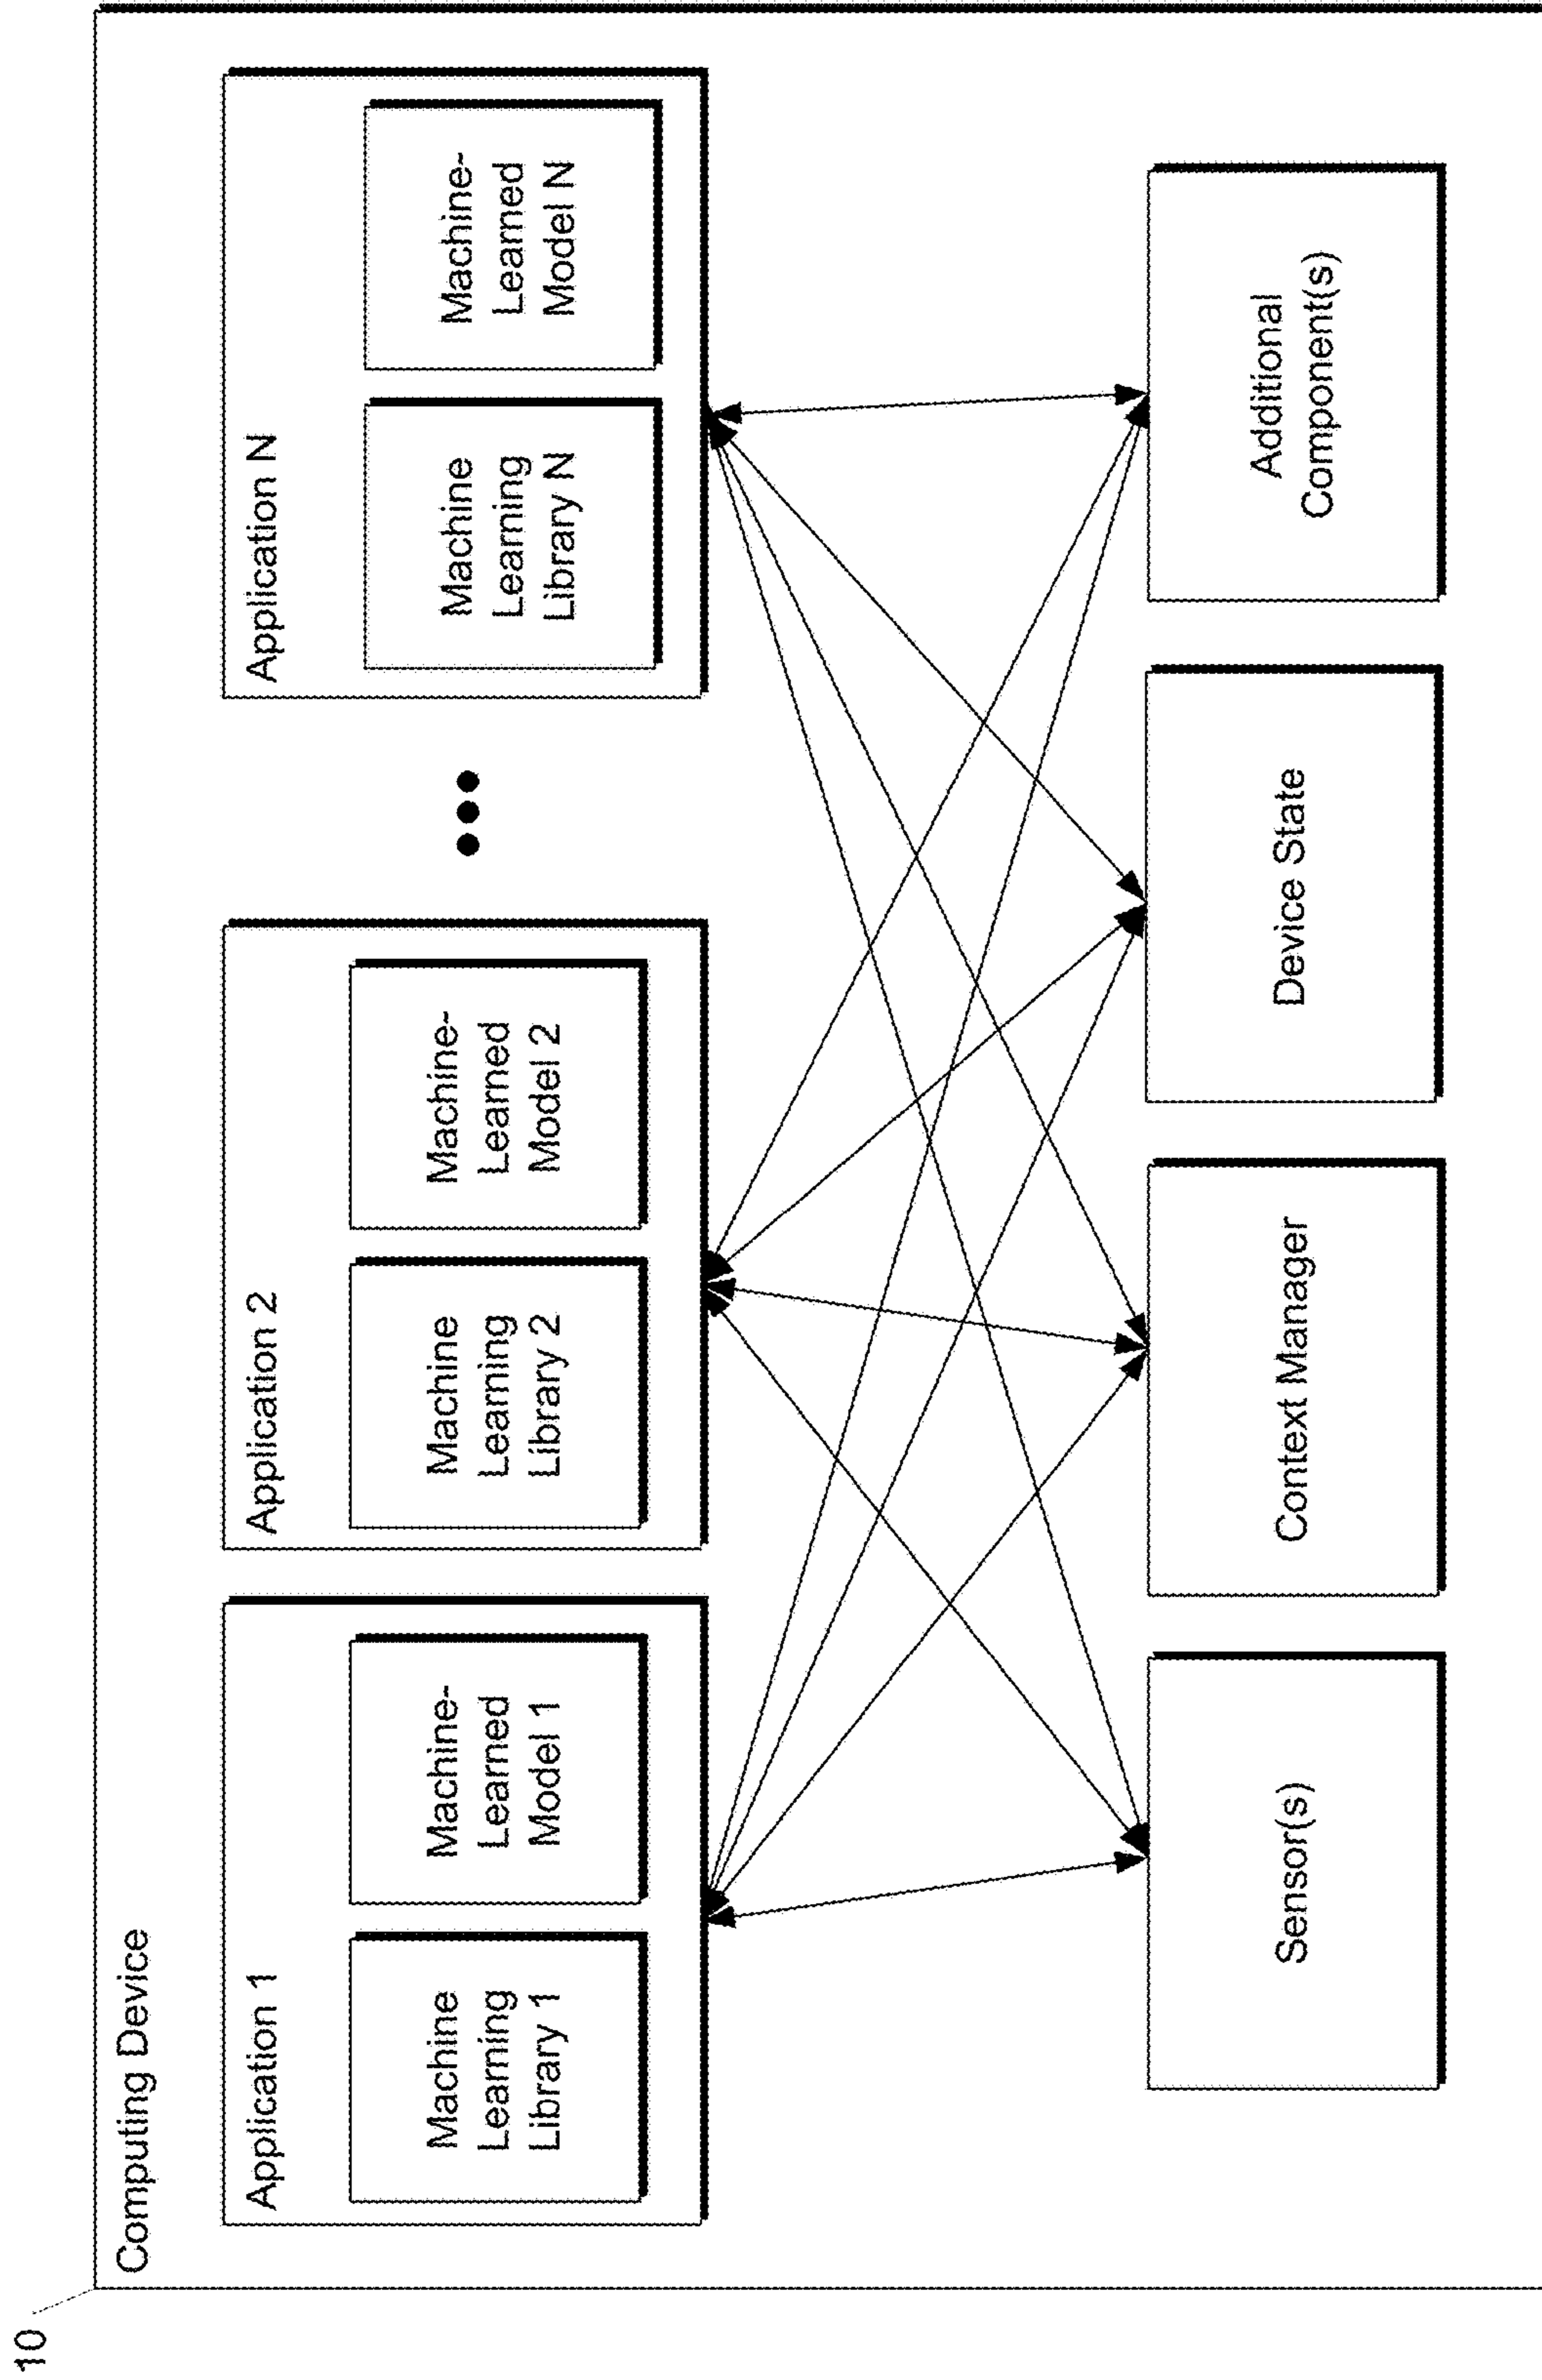 10
Computing Device
Application 1
Machine
Learning
Library 1
Machine-
Learned
Model 1
Application 2
Machine
Learning
Library 2
Machine-
Learned
Model 2
Application N
Machine
Learning
Library N
Machine-
Learned
Model N
Sensor(s)
Context Manager
Device State
Additional
Component(s)